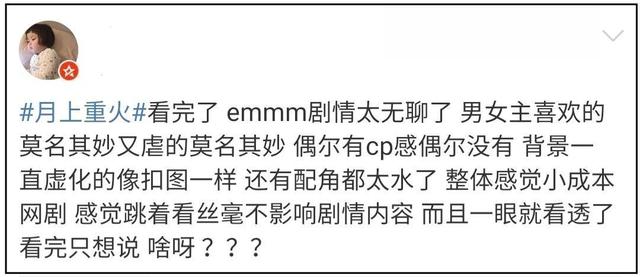 #月上重火#看完了 emmm剧情太无聊了 男女主喜欢的
莫名其妙又虐的莫名其妙 偶尔有cp感偶尔没有 背景一
直虚化的像扣图一样 还有配角都太水了 整体感觉小成本
网剧 感觉跳着看丝毫不影响剧情内容 而且一眼就看透了
看完只想说 啥呀？？？